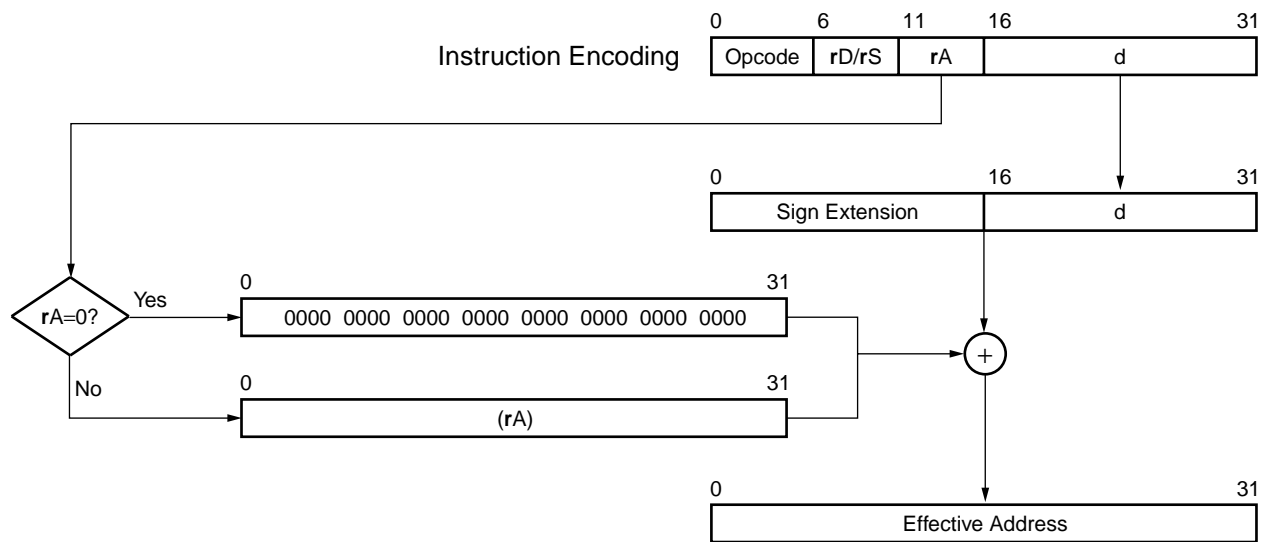 0 6 11 16 31
Instruction Encoding Opcode rD/rS rA d
0 16 31
Sign Extension d
0 31
rA=0? Yes 0000 0000 0000 0000 0000 0000 0000 0000
+
No 0 31
(rA)
0 31
Effective Address